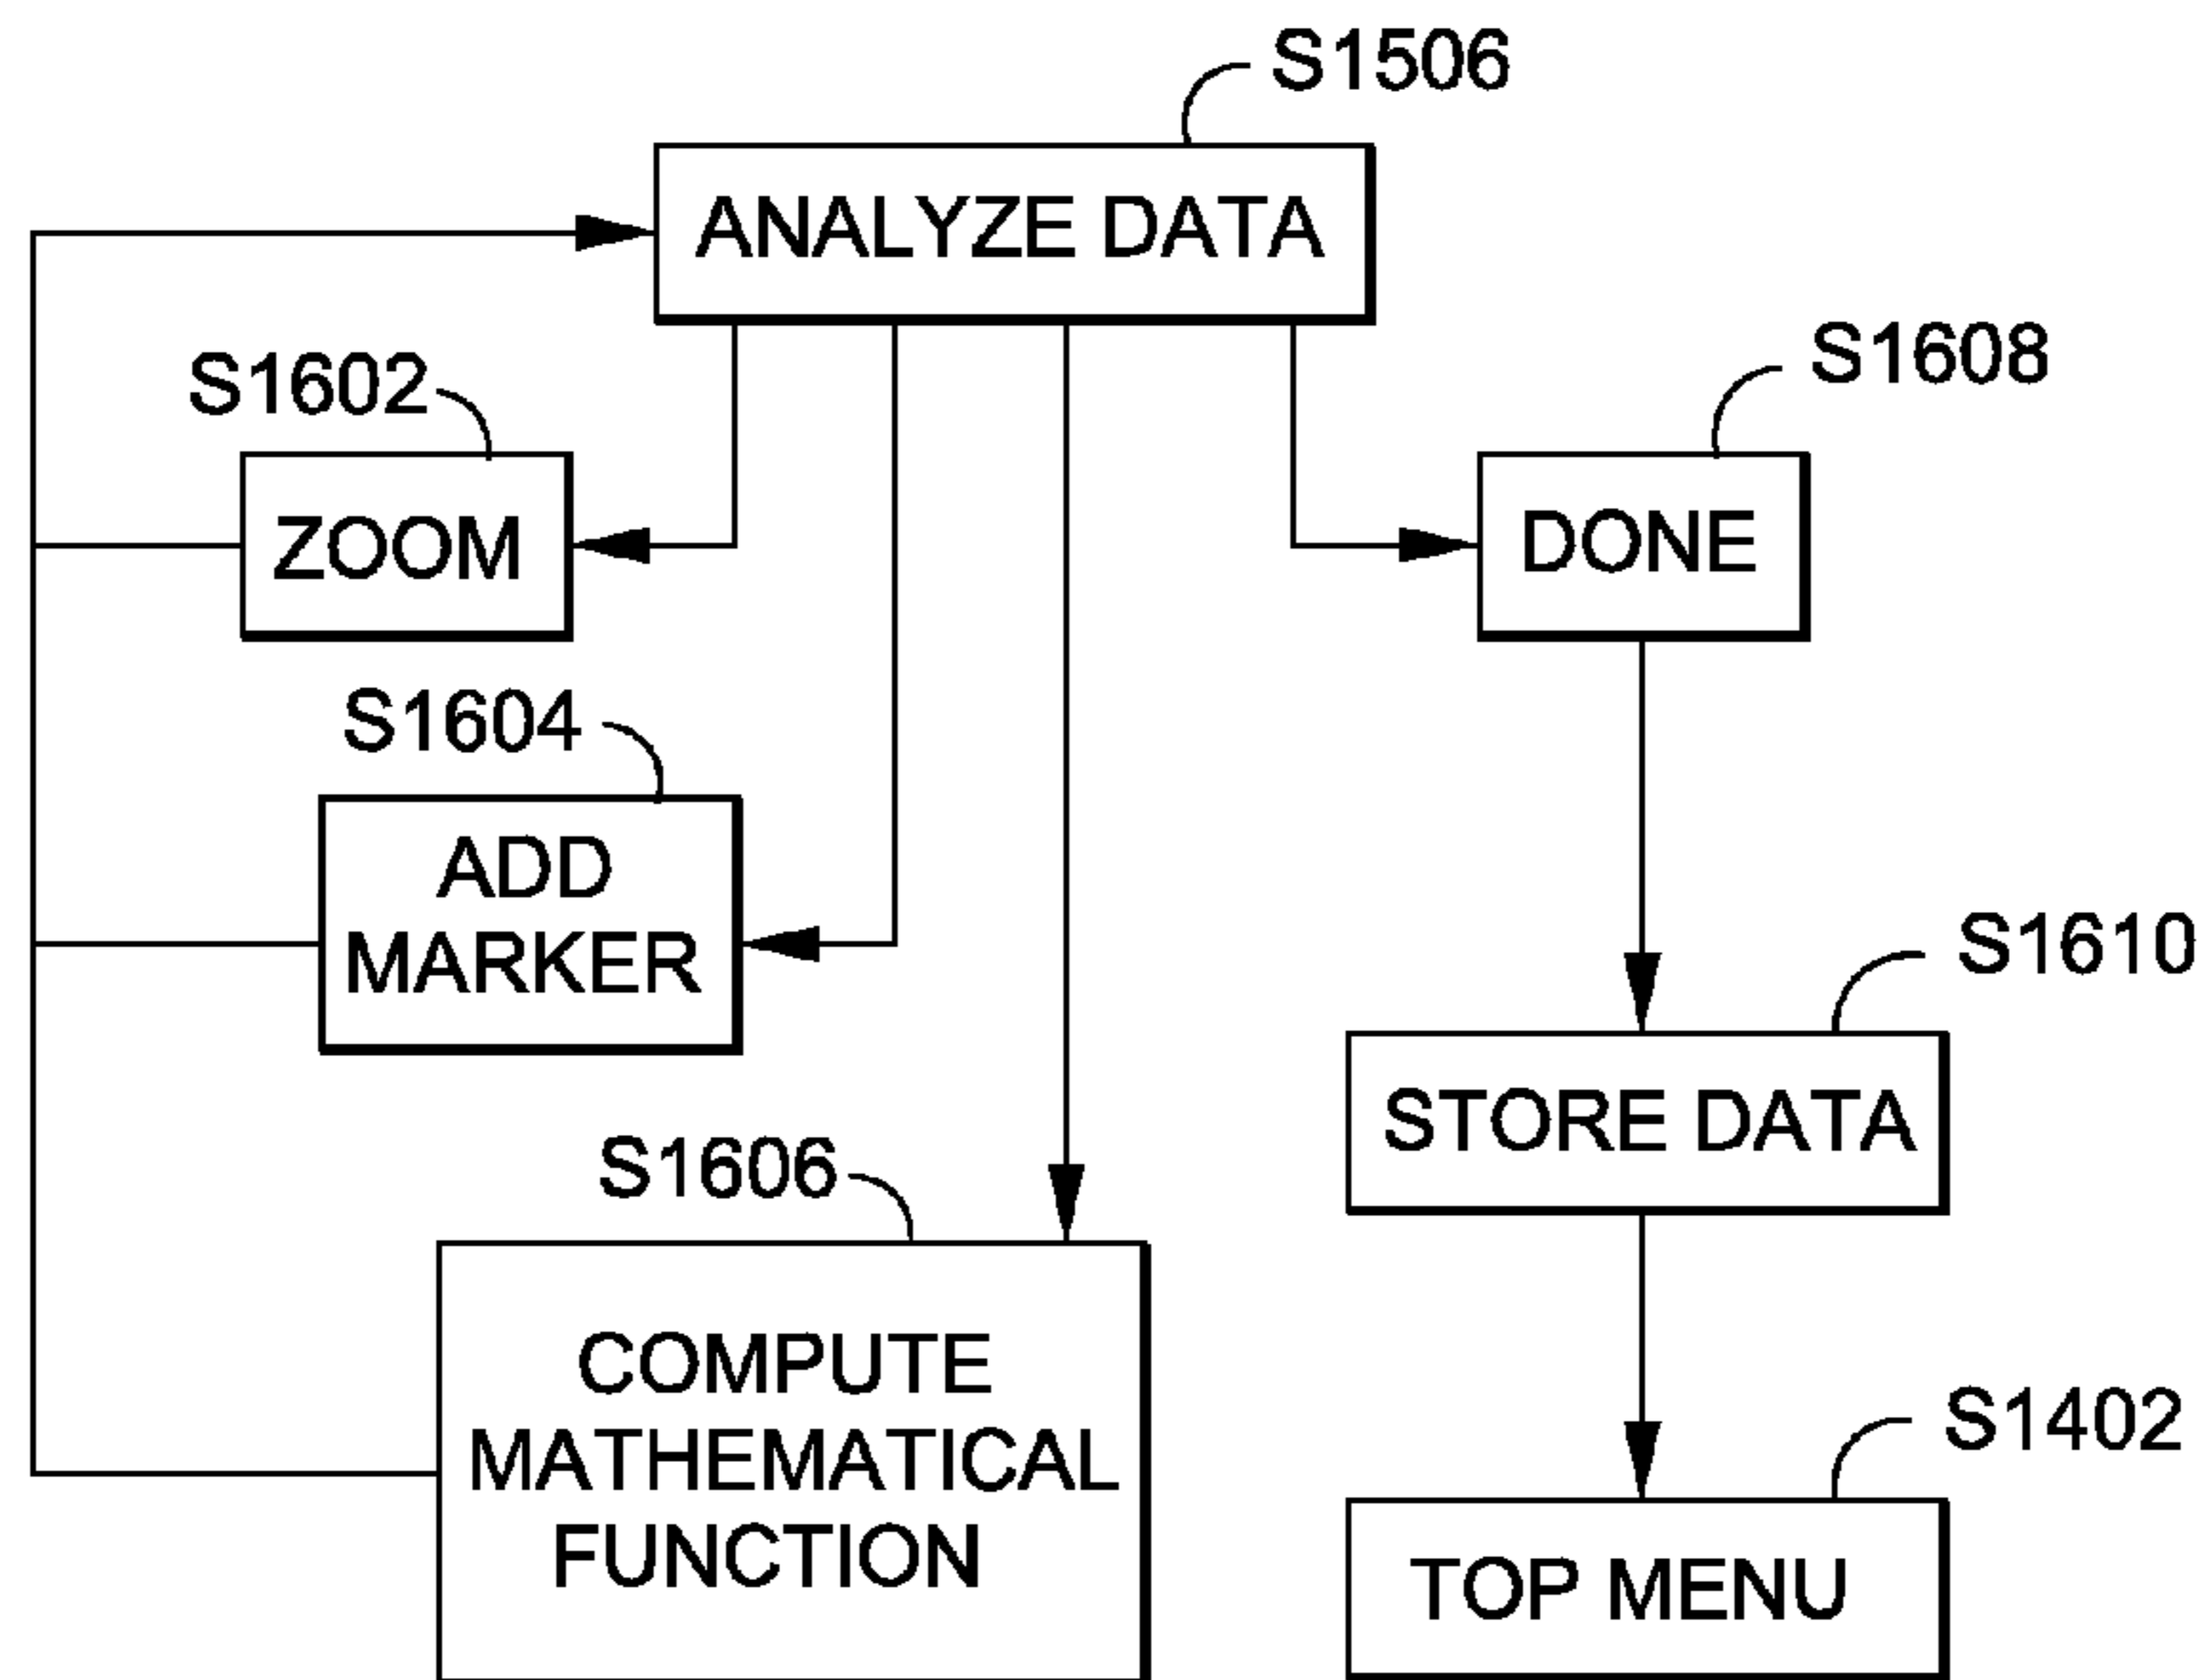 S1506
ANALYZE DATA
S1602
S1608
ZOOM
DONE
S1604
ADD
MARKER
S1610
STORE DATA
S1606
COMPUTE
MATHEMATICAL
FUNCTION
S1402
TOP MENU